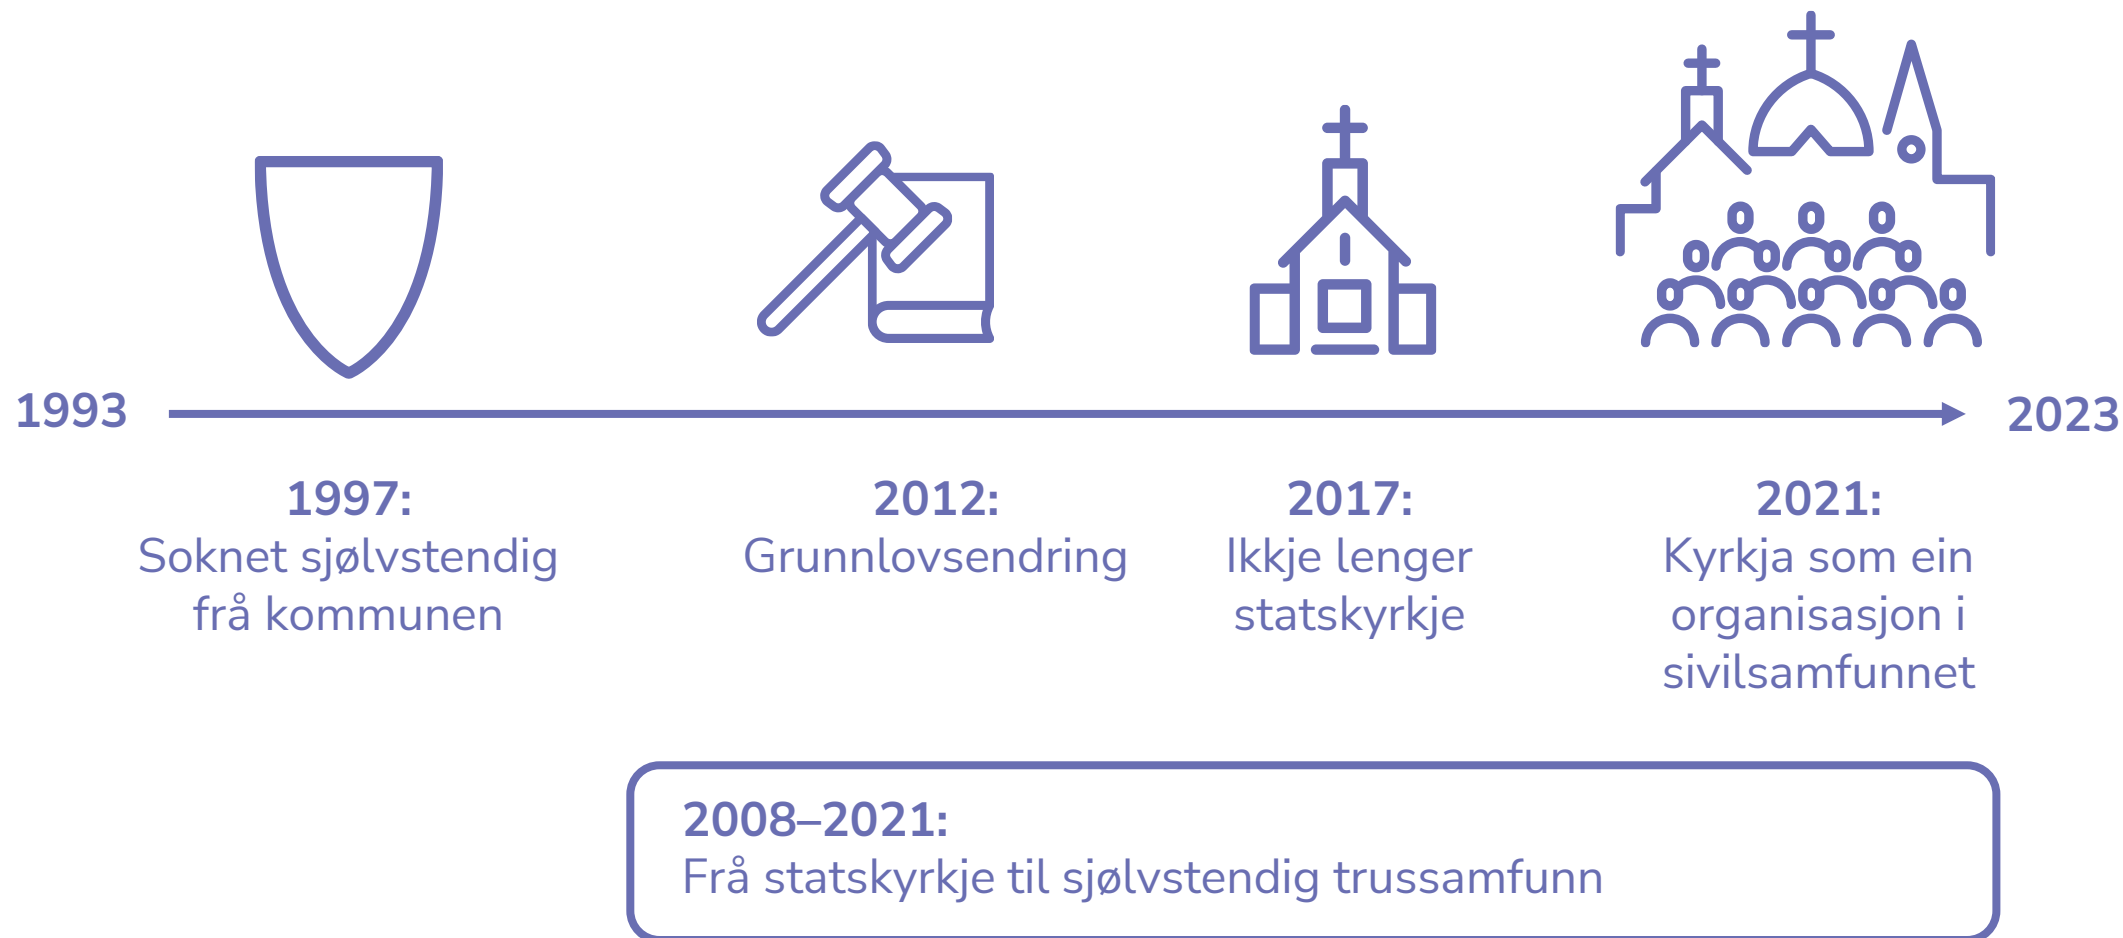 1993
2023
1997:
Soknet sjølvstendig
frå kommunen
2012:
Grunnlovsendring
2017:
Ikkje lenger
statskyrkje
2021:
Kyrkja som ein
organisasjon i
sivilsamfunnet
2008–2021:
Frå statskyrkje til sjølvstendig trussamfunn